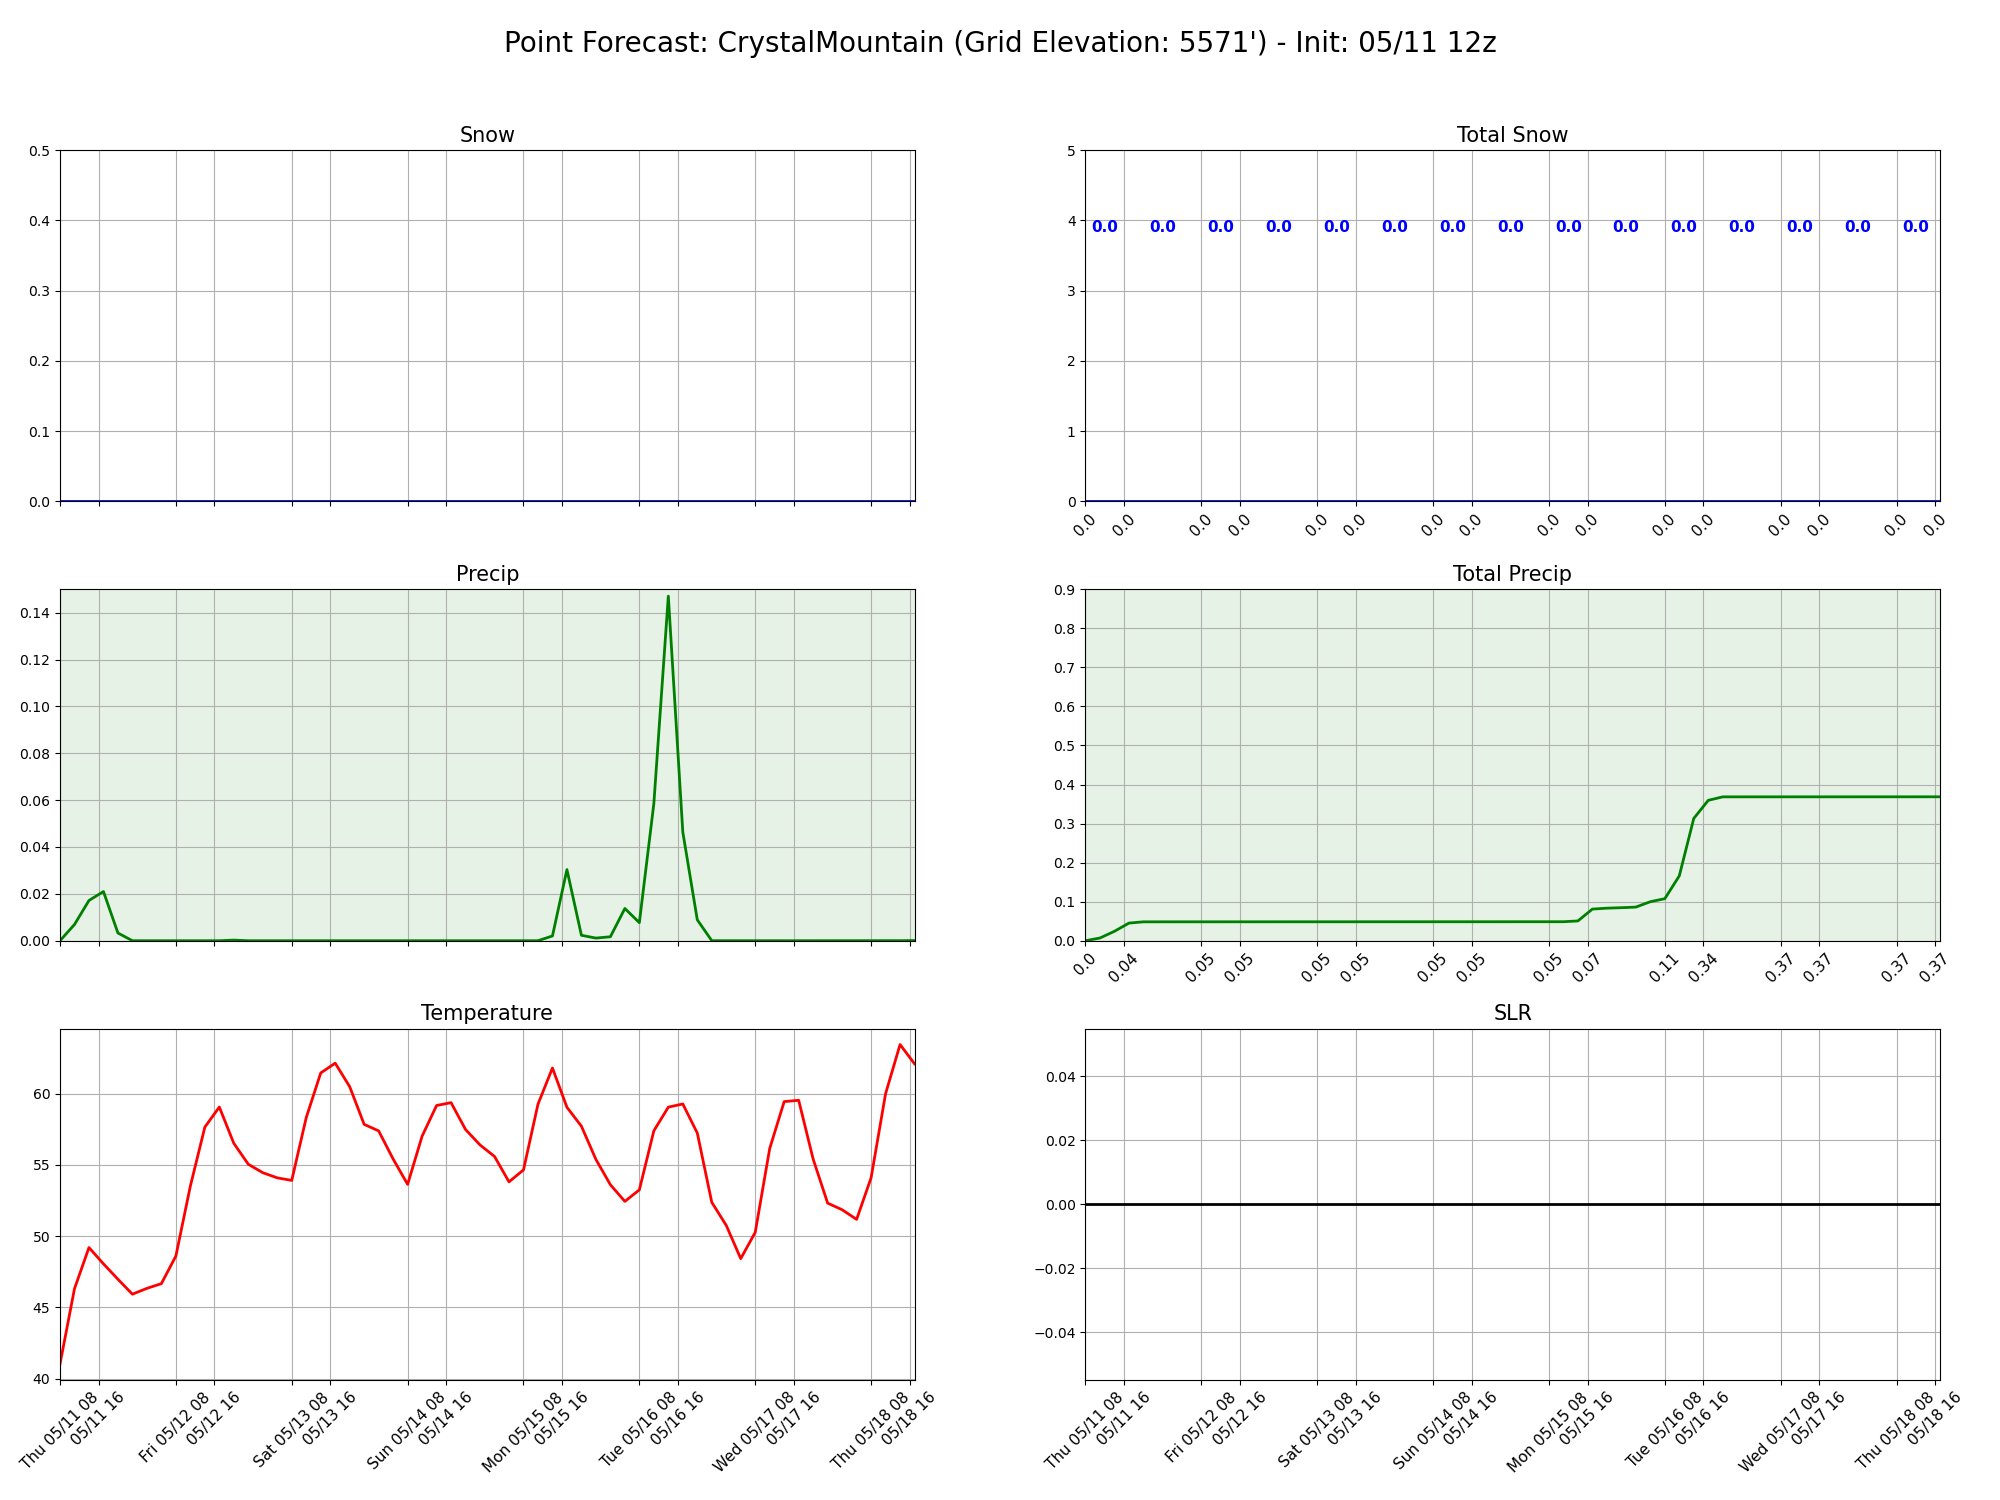 Point Forecast: CrystalMountain (Grid Elevation: 5571') - Init: 05/11 12z
Snow
0.5
0.4
0.3
0.2
0.1
0.0
Total Snow
5
4
3
2
1
0
0.0 0.0 0.0 0.0 0.0 0.0 0.0 0.0 0.0 0.0 0.0 0.0 0.0 0.0 0.0
0.0 0.0 0.0 0.0 0.0 0.0 0.0 0.0 0.0 0.0 0.0 0.0 0.0 0.0 0.0 0.0
Precip
0.14
0.12
0.10
0.08
0.06
0.04
0.02
0.00
Total Precip
0.9
0.8
0.7
0.6
0.5
0.4
0.3
0.2
0.1
0.0
0.0 0.04 0.05 0.05 0.05 0.05 0.05 0.05 0.05 0.07 0.11 0.34 0.37 0.37 0.37 0.37
Temperature
60
55
50
45
40
Thu 05/11 08
05/11 16
Fri 05/12 08
05/12 16
Sat 05/13 08
05/13 16
Sun 05/14 08
05/14 16
Mon 05/15 08
05/15 16
Tue 05/16 08
05/16 16
Wed 05/17 08
05/17 16
Thu 05/18 08
05/18 16
SLR
0.04
0.02
0.00
−0.02
−0.04
Thu 05/11 08
05/11 16
Fri 05/12 08
05/12 16
Sat 05/13 08
05/13 16
Sun 05/14 08
05/14 16
Mon 05/15 08
05/15 16
Tue 05/16 08
05/16 16
Wed 05/17 08
05/17 16
Thu 05/18 08
05/18 16